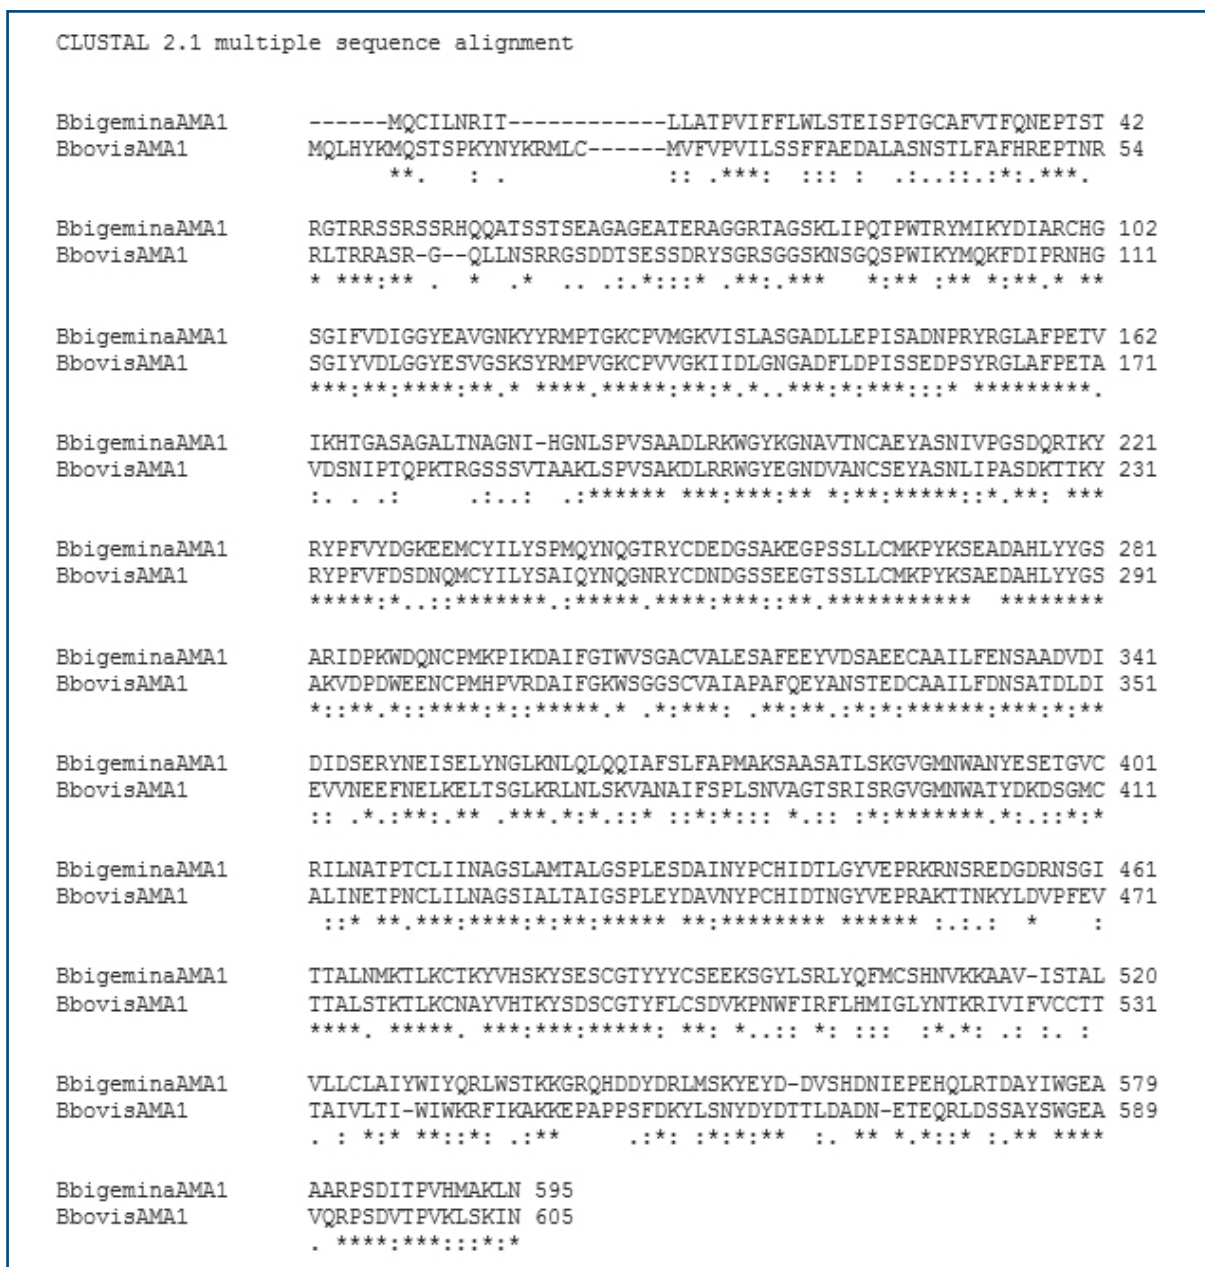 CLUSTAL 2.1 multiple sequence alignment
BbigeminaAMA1 ------MQCILNRIT------------LLATPVIFFLWLSTEISPTGCAFVTFQNEPTST 42
BbovisAMA1 MQLHYKMQSTSPKYNYKRMLC------MVFVPVILSSFFAEDALASNSTLFAFHREPTNR 54
**. : . :: .***: ::: : .:..::.:*:.***.
BbigeminaAMA1 RGTRRSSRSSRHQQATSSTSEAGAGEATERAGGRTAGSKLIPQTPWTRYMIKYDIARCHG 102
BbovisAMA1 RLTRRASR-G--QLLNSRRGSDDTSESSDRYSGRSGGSKNSGQSPWIKYMQKFDIPRNHG 111
* ***:** . * .* .. .:.*:::* .**:.*** *:** :** *:**.* **
BbigeminaAMA1 SGIFVDIGGYEAVGNKYYRMPTGKCPVMGKVISLASGADLLEPISADNPRYRGLAFPETV 162
BbovisAMA1 SGIYVDLGGYESVGSKSYRMPVGKCPVVGKIIDLGNGADFLDPISSEDPSYRGLAFPETA 171
***:**:****:**.* ****.*****:**:*.*..***:*:***:::* *********.
BbigeminaAMA1 IKHTGASAGALTNAGNI-HGNLSPVSAADLRKWGYKGNAVTNCAEYASNIVPGSDQRTKY 221
BbovisAMA1 VDSNIPTQPKTRGSSSVTAAKLSPVSAKDLRRWGYEGNDVANCSEYASNLIPASDKTTKY 231
:. . .: .:..: .:****** ***:***:** *:**:*****::*.**: ***
BbigeminaAMA1 RYPFVYDGKEEMCYILYSPMQYNQGTRYCDEDGSAKEGPSSLLCMKPYKSEADAHLYYGS 281
BbovisAMA1 RYPFVFDSDNQMCYILYSAIQYNQGNRYCDNDGSSEEGTSSLLCMKPYKSAEDAHLYYGS 291
*****:*..::*******.:*****.****:***::**.*********** ********
BbigeminaAMA1 ARIDPKWDQNCPMKPIKDAIFGTWVSGACVALESAFEEYVDSAEECAAILFENSAADVDI 341
BbovisAMA1 AKVDPDWEENCPMHPVRDAIFGKWSGGSCVAIAPAFQEYANSTEDCAAILFDNSATDLDI 351
*::**.*::****:*::*****.* .*:***: .**:**.:*:*:******:***:*:**
BbigeminaAMA1 DIDSERYNEISELYNGLKNLQLQQIAFSLFAPMAKSAASATLSKGVGMNWANYESETGVC 401
BbovisAMA1 EVVNEEFNELKELTSGLKRLNLSKVANAIFSPLSNVAGTSRISRGVGMNWATYDKDSGMC 411
:: .*.:**:.** .***.*:*.::* ::*:*::: *.:: :*:*******.*:.::*:*
BbigeminaAMA1 RILNATPTCLIINAGSLAMTALGSPLESDAINYPCHIDTLGYVEPRKRNSREDGDRNSGI 461
BbovisAMA1 ALINETPNCLILNAGSIALTAIGSPLEYDAVNYPCHIDTNGYVEPRAKTTNKYLDVPFEV 471
::* **.***:****:*:**:***** **:******** ****** :.:.: * :
BbigeminaAMA1 TTALNMKTLKCTKYVHSKYSESCGTYYYCSEEKSGYLSRLYQFMCSHNVKKAAV-ISTAL 520
BbovisAMA1 TTALSTKTLKCNAYVHTKYSDSCGTYFLCSDVKPNWFIRFLHMIGLYNTKRIVIFVCCTT 531
****. *****. ***:***:*****: **: *..:: *: ::: :*.*: .: :. :
BbigeminaAMA1 VLLCLAIYWIYQRLWSTKKGRQHDDYDRLMSKYEYD-DVSHDNIEPEHQLRTDAYIWGEA 579
BbovisAMA1 TAIVLTI-WIWKRFIKAKKEPAPPSFDKYLSNYDYDTTLDADN-ETEQRLDSSAYSWGEA 589
. : *:* **::*: .:** .:*: :*:*:** :. ** *.*::* :.** ****
BbigeminaAMA1 AARPSDITPVHMAKLN 595
BbovisAMA1 VQRPSDVTPVKLSKIN 605
. ****:***:::*:*